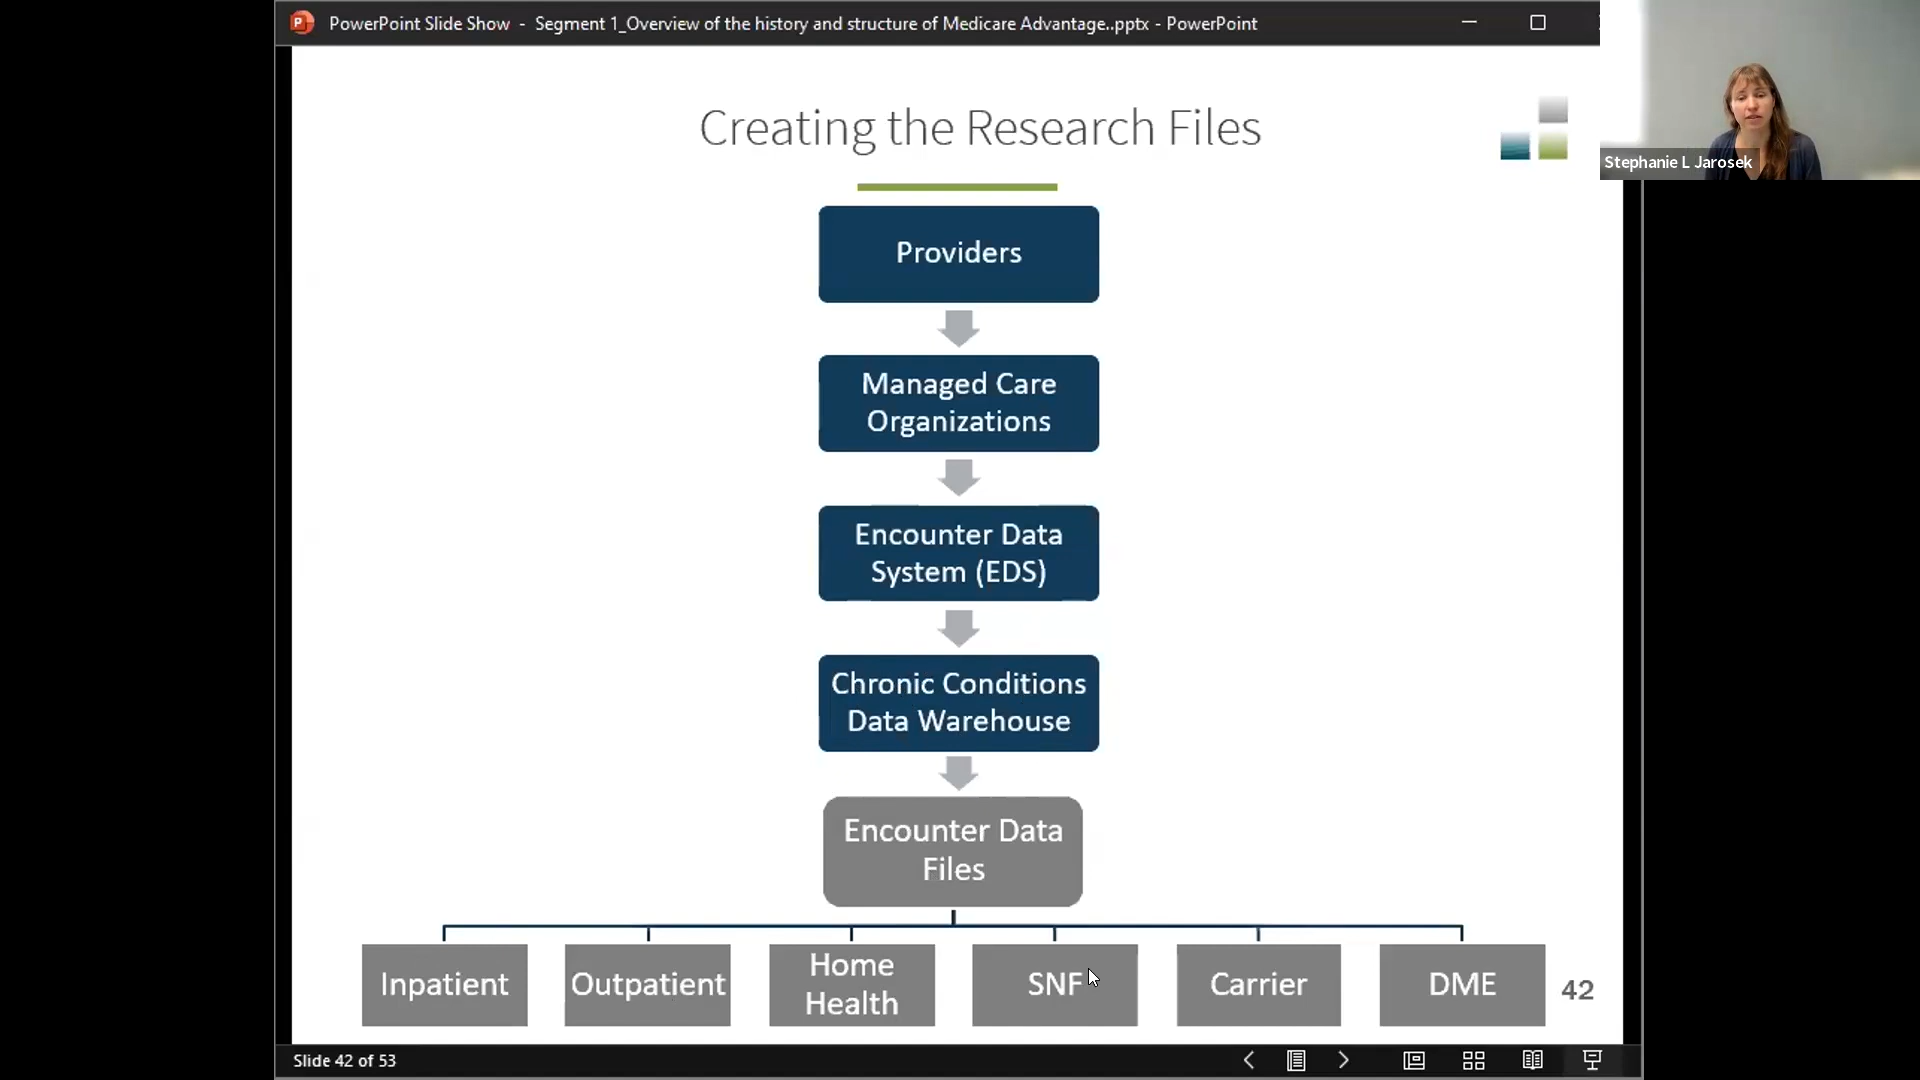 PowerPoint Slide Show - Segment 1_Overview of the history and structure of Medicare Advantage..pptx - PowerPoint
Stephanie L Jarosek
Creating the Research Files
Providers
Managed Care
Organizations
Encounter Data
System (EDS)
Chronic Conditions
Data Warehouse
Encounter Data
Files
Inpatient
Outpatient
Home
Health
SNF
Carrier
DME
42
Slide 42 of 53